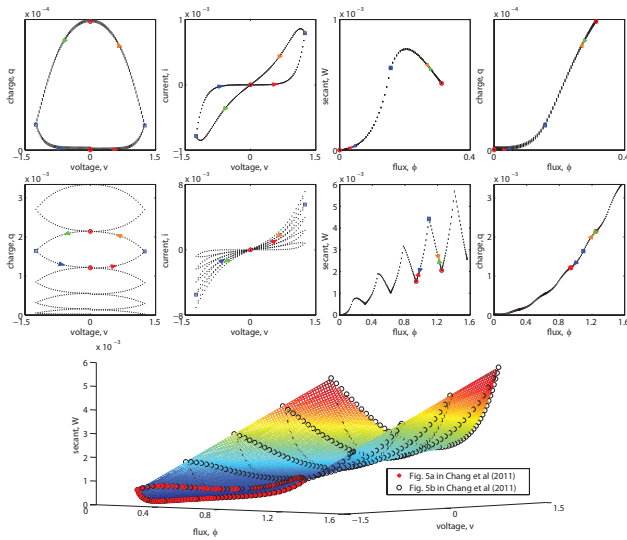 x 10⁻⁴
charge, q
0
−1.5
0
1.5
voltage, v
x 10⁻³
1
current, i
0
−1
−1.5
0
1.5
voltage, v
x 10⁻³
1
secant, W
0
0
0.4
flux, ϕ
x 10⁻⁴
charge, q
0
0
0.4
flux, ϕ
x 10⁻³
3
2
1
0
charge,q
−1.5
0
1.5
voltage, v
x 10⁻³
8
0
−8
current, i
−1.5
0
1.5
voltage, v
x 10⁻³
6
5
4
3
2
1
0
secant, W
0
0.4
0.8
1.2
1.6
flux, ϕ
x 10⁻³
3
2
1
0
charge,q
0
0.4
0.8
1.2
1.6
flux, ϕ
x 10⁻³
6
5
4
3
2
1
0
secant, W
0.4
0.8
1.2
1.6
flux, ϕ
−1.5
0
1.5
voltage, v
Fig. 5a in Chang et al (2011)
Fig. 5b in Chang et al (2011)